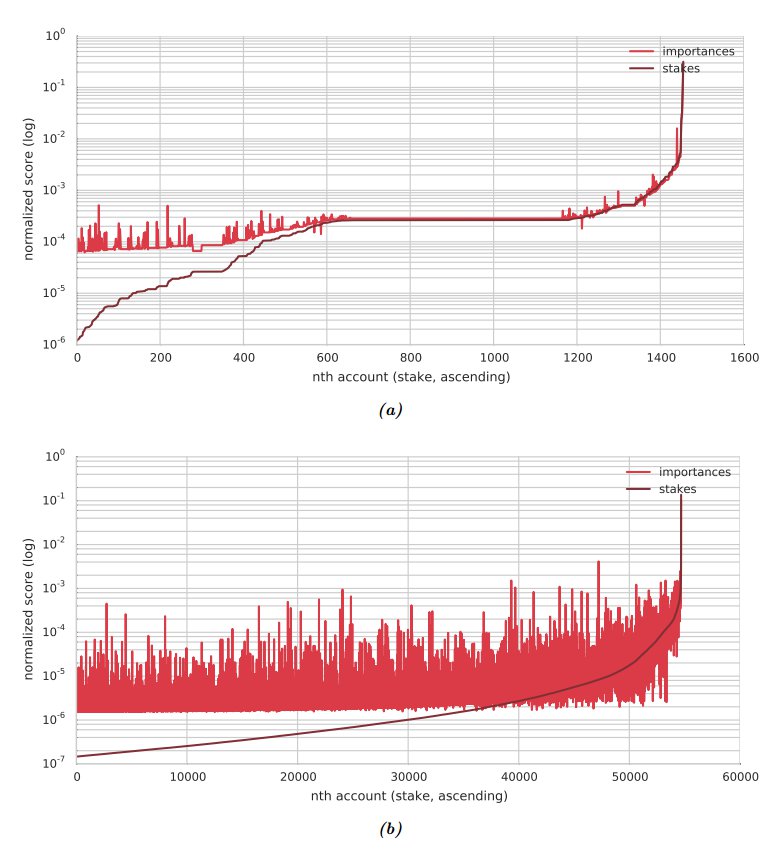 10^0
importances
stakes
10^-1
10^-2
10^-3
10^-4
10^-5
10^-6
normalized score (log)
0 200 400 600 800 1000 1200 1400 1600
nth account (stake, ascending)
(a)
10^0
importances
stakes
10^-1
10^-2
10^-3
10^-4
10^-5
10^-6
10^-7
normalized score (log)
0 10000 20000 30000 40000 50000 60000
nth account (stake, ascending)
(b)